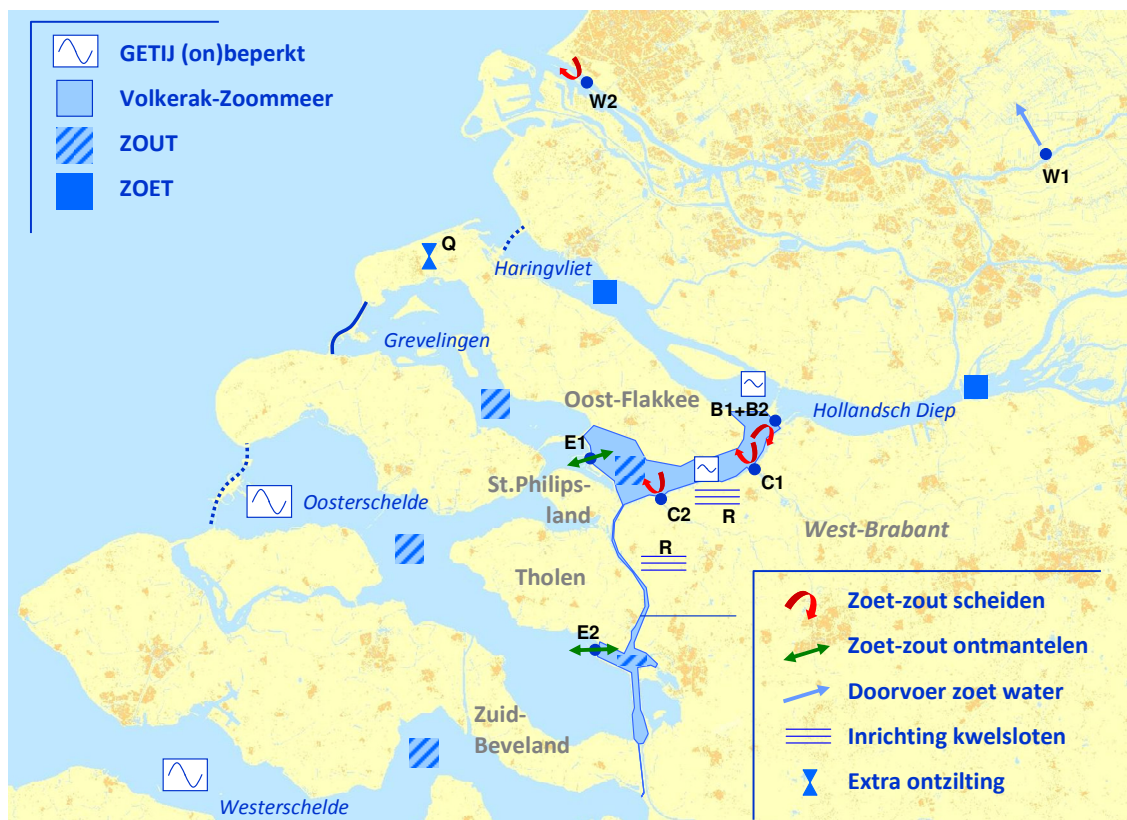 GETIJ (on)beperkt
Volkerak-Zoommeer
ZOUT
ZOET
W2
W1
Q
Haringvliet
Grevelingen
Oost-Flakkee
B1+B2
Hollandsch Diep
E1
C1
St.Philips-
land
C2
R
Oosterschelde
West-Brabant
R
Tholen
E2
Zuid-
Beveland
Westerschelde
Zoet-zout scheiden
Zoet-zout ontmantelen
Doorvoer zoet water
Inrichting kwelsloten
Extra ontzilting